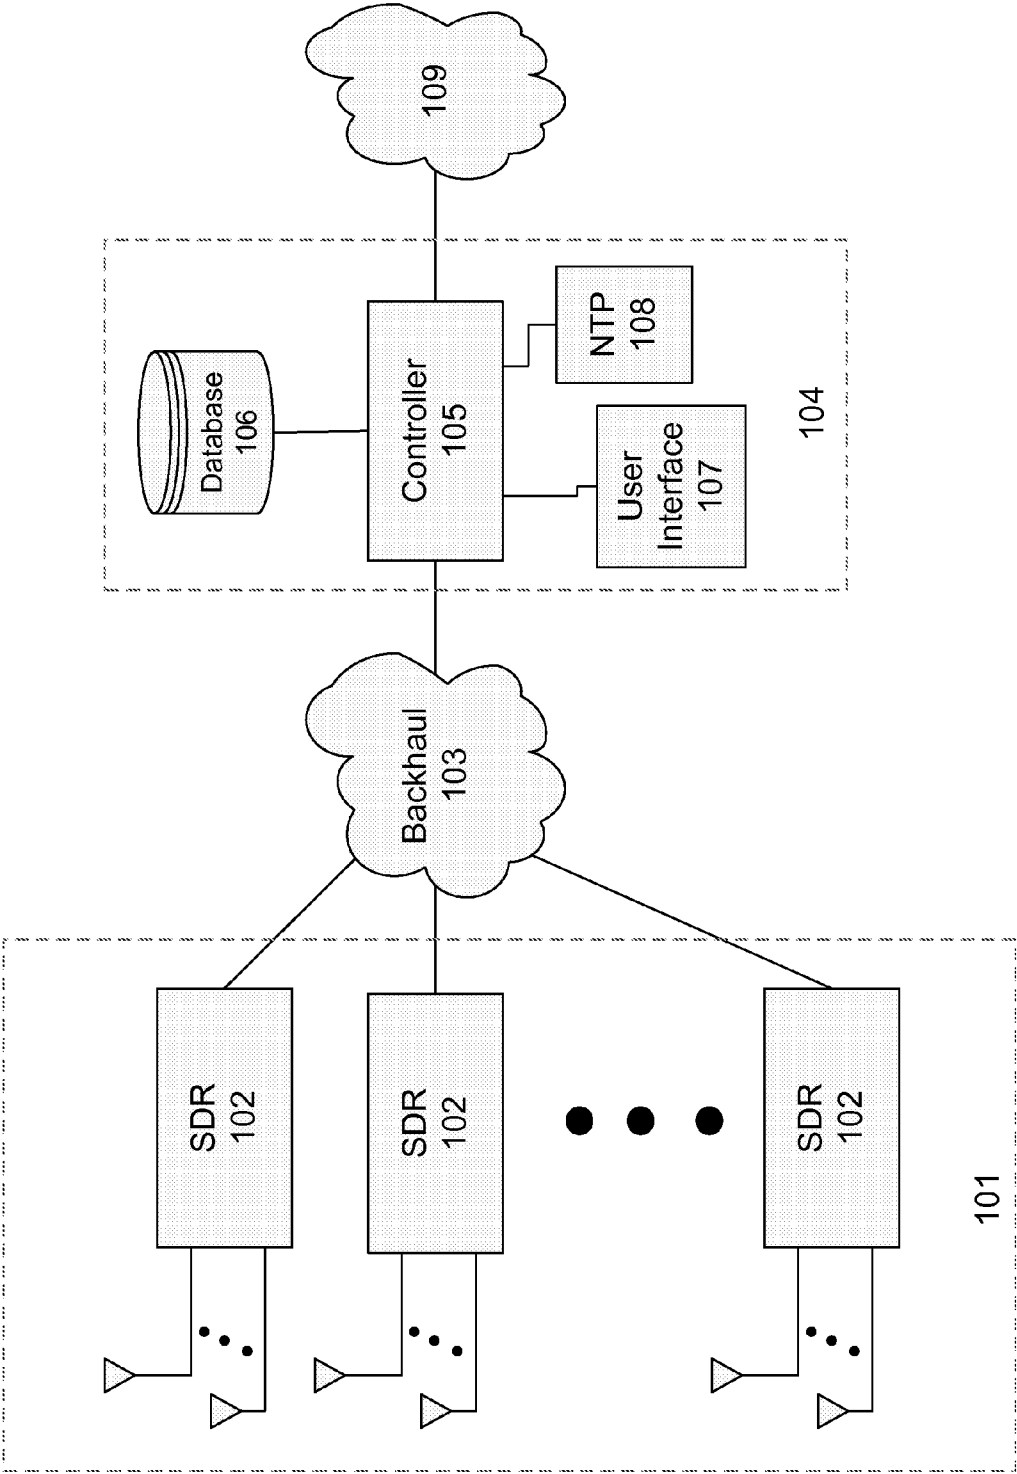 SDR
102
SDR
102
SDR
102
101
Backhaul
103
Database
106
Controller
105
User
Interface
107
NTP
108
104
109